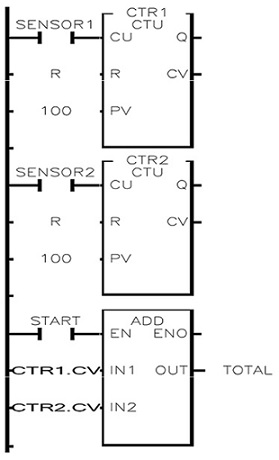 CTR1
SENSOR1 CTU
CU Q
R R CV
100 PV
CTR2
SENSOR2 CTU
CU Q
R R CV
100 PV
START ADD
EN ENO
CTR1.CV IN1 OUT TOTAL
CTR2.CV IN2